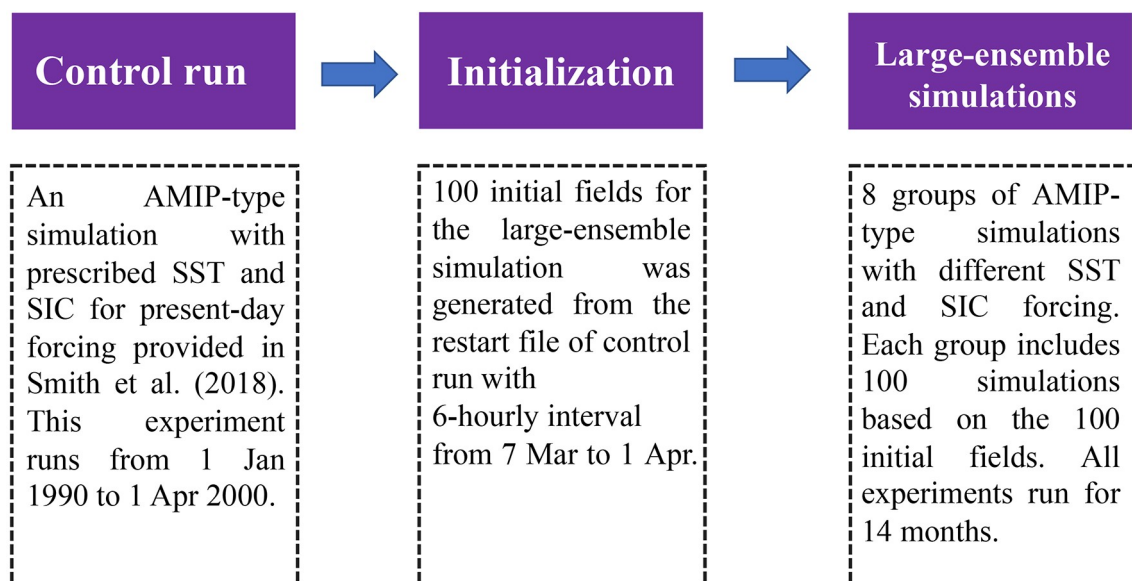 Control run
Initialization
Large-ensemble
simulations
An AMIP-type
simulation with
prescribed SST and
SIC for present-day
forcing provided in
Smith et al. (2018).
This experiment
runs from 1 Jan
1990 to 1 Apr 2000.
100 initial fields for
the large-ensemble
simulation was
generated from the
restart file of control
run with
6-hourly interval
from 7 Mar to 1 Apr.
8 groups of AMIP-
type simulations
with different SST
and SIC forcing.
Each group includes
100 simulations
based on the 100
initial fields. All
experiments run for
14 months.